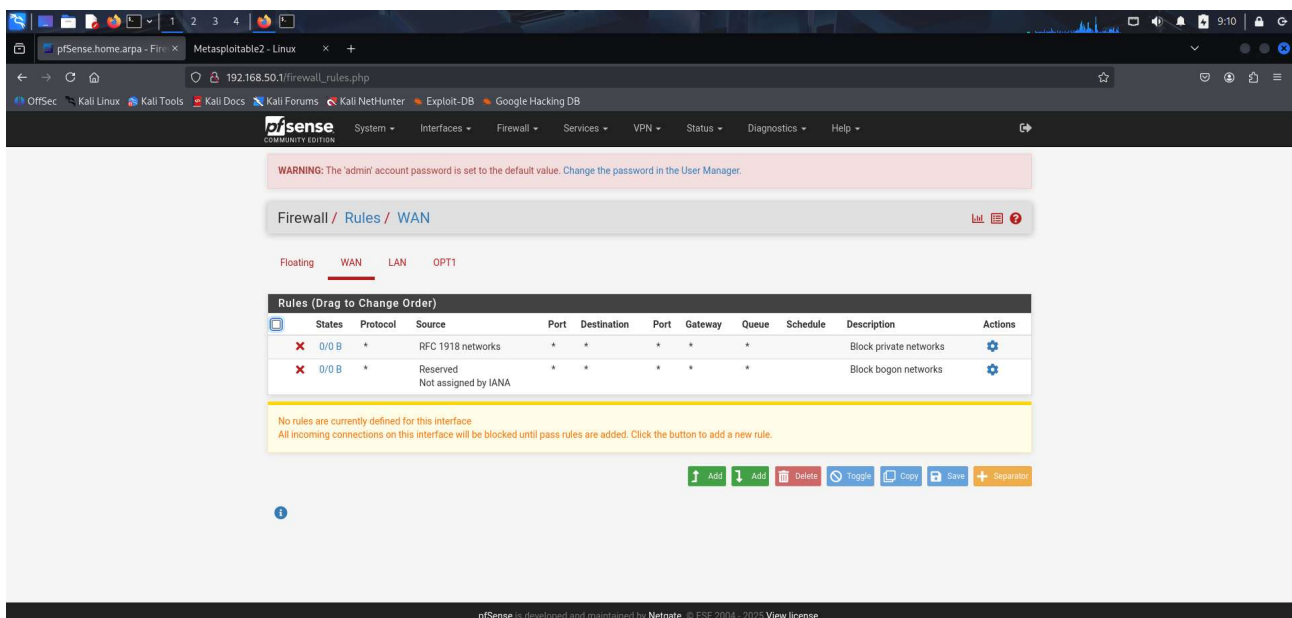 1 2 3 4
9:10
pfSense.home.arpa - Fire
Metasploitable2 - Linux
192.168.50.1/firewall_rules.php
OffSec Kali Linux Kali Tools Kali Docs Kali Forums Kali NetHunter Exploit-DB Google Hacking DB
pfsense System Interfaces Firewall Services VPN Status Diagnostics Help
COMMUNITY EDITION
WARNING: The 'admin' account password is set to the default value. Change the password in the User Manager.
Firewall / Rules / WAN
Floating WAN LAN OPT1
Rules (Drag to Change Order)
States Protocol Source Port Destination Port Gateway Queue Schedule Description Actions
0/0 B * RFC 1918 networks * * * * * Block private networks
0/0 B * Reserved * * * * * Block bogon networks
Not assigned by IANA
No rules are currently defined for this interface
All incoming connections on this interface will be blocked until pass rules are added. Click the button to add a new rule.
Add Add Delete Toggle Copy Save Separator
pfSense is developed and maintained by Netgate. © ESF 2004 - 2025 View license.